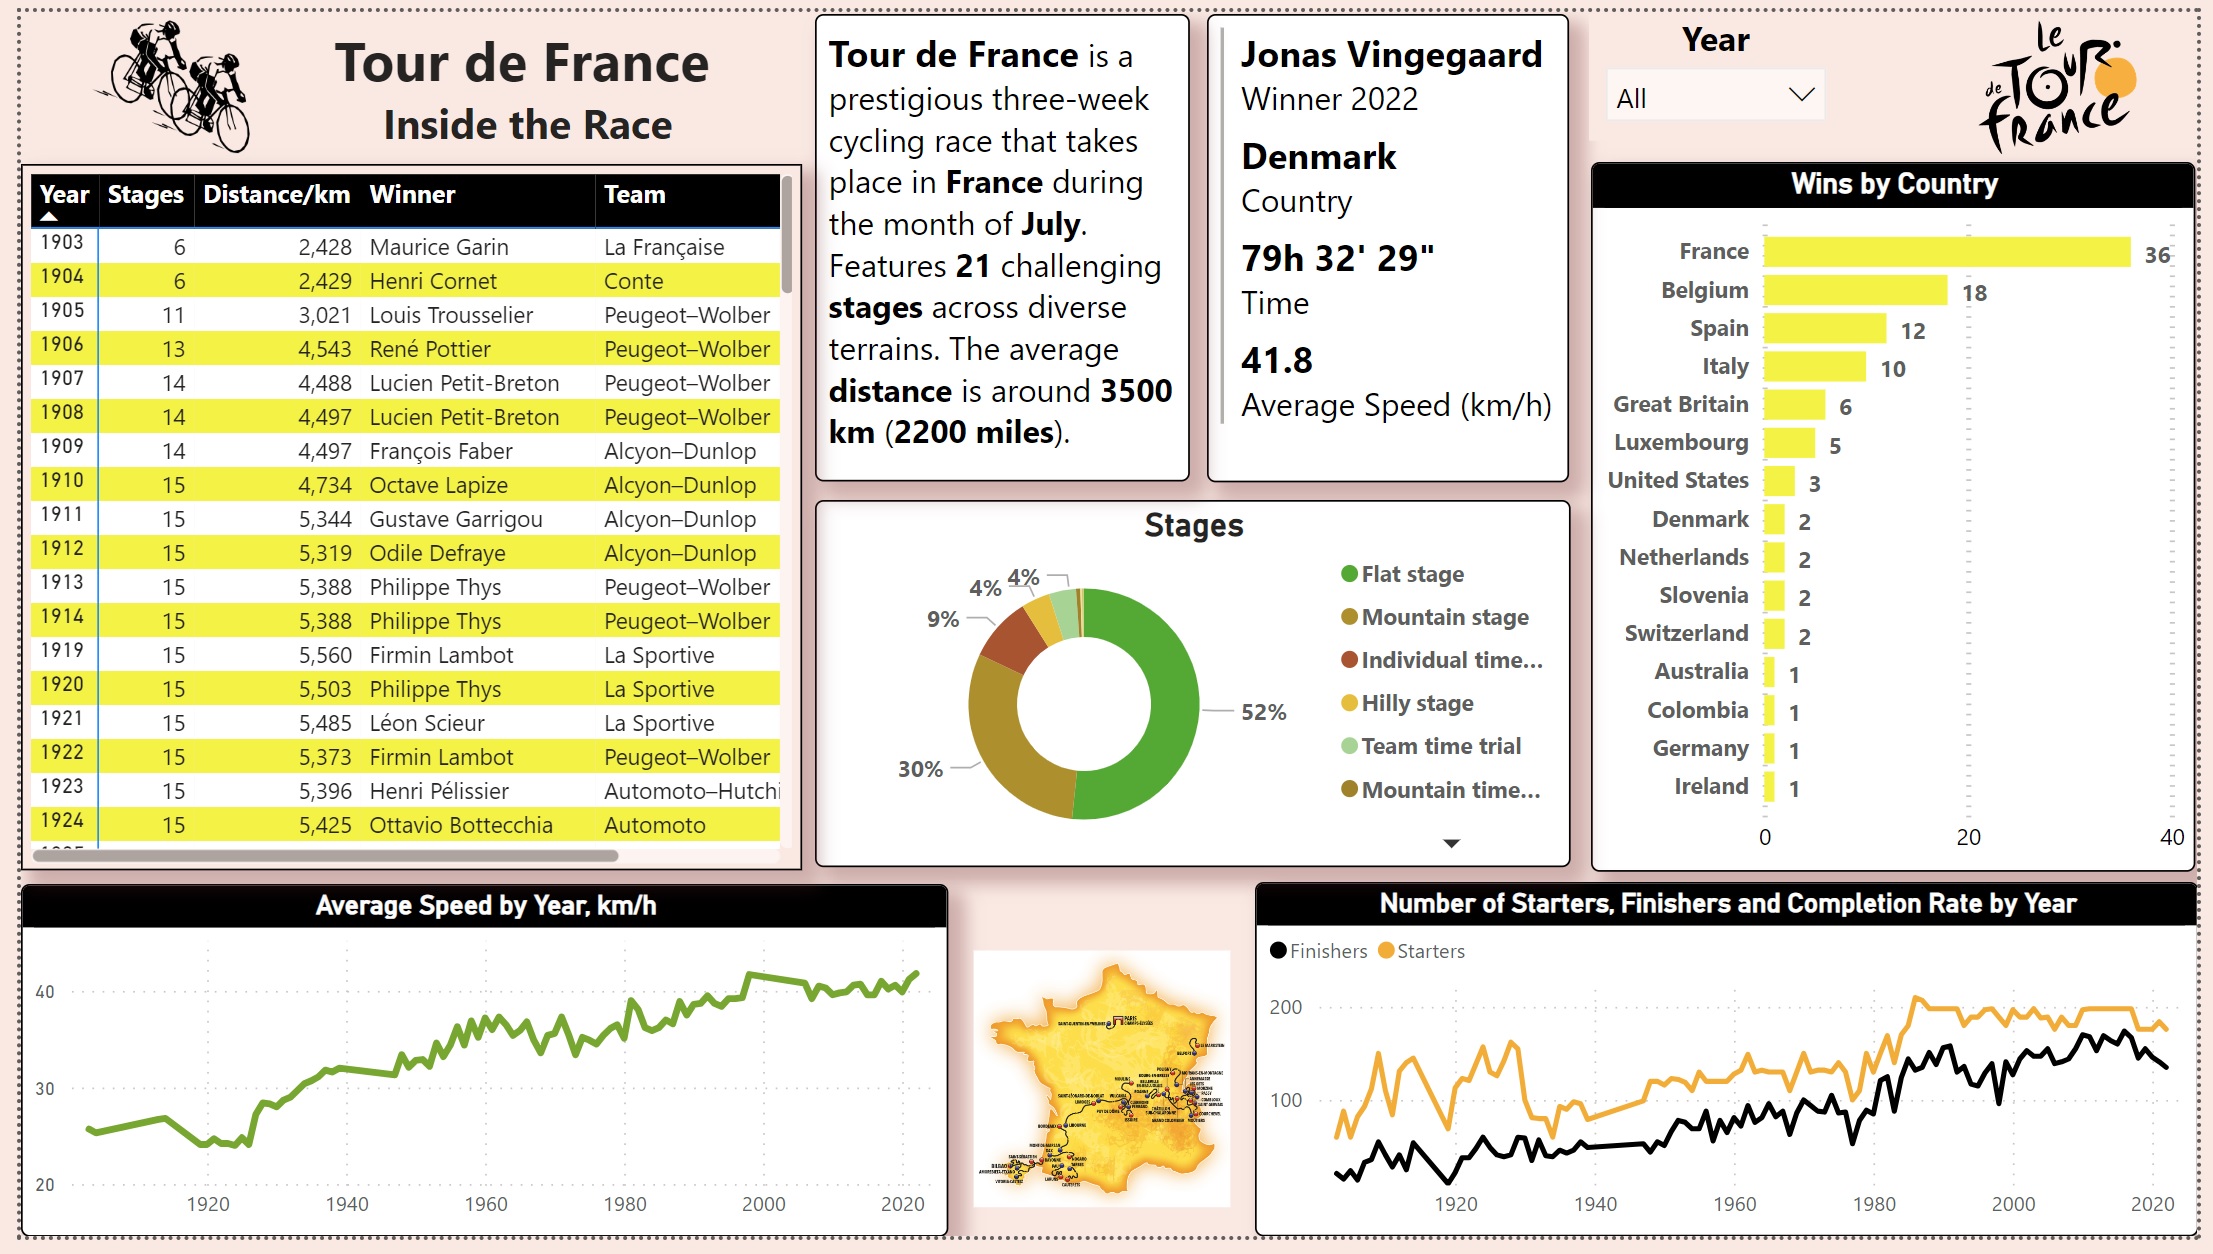 Tour de France
Inside the Race
Tour de France is a
prestigious three-week
cycling race that takes
place in France during
the month of July.
Features 21 challenging
stages across diverse
terrains. The average
distance is around 3500
km (2200 miles).
Jonas Vingegaard
Winner 2022
Denmark
Country
79h 32' 29"
Time
41.8
Average Speed (km/h)
Year
All
Le
TOUR
de
france
Year Stages Distance/km Winner Team
1903 6 2,428 Maurice Garin La Française
1904 6 2,429 Henri Cornet Conte
1905 11 3,021 Louis Trousselier Peugeot–Wolber
1906 13 4,543 René Pottier Peugeot–Wolber
1907 14 4,488 Lucien Petit-Breton Peugeot–Wolber
1908 14 4,497 Lucien Petit-Breton Peugeot–Wolber
1909 14 4,497 François Faber Alcyon–Dunlop
1910 15 4,734 Octave Lapize Alcyon–Dunlop
1911 15 5,344 Gustave Garrigou Alcyon–Dunlop
1912 15 5,319 Odile Defraye Alcyon–Dunlop
1913 15 5,388 Philippe Thys Peugeot–Wolber
1914 15 5,388 Philippe Thys Peugeot–Wolber
1919 15 5,560 Firmin Lambot La Sportive
1920 15 5,503 Philippe Thys La Sportive
1921 15 5,485 Léon Scieur La Sportive
1922 15 5,373 Firmin Lambot Peugeot–Wolber
1923 15 5,396 Henri Pélissier Automoto–Hutchi
1924 15 5,425 Ottavio Bottecchia Automoto
Stages
4% 4%
9%
30%
52%
Flat stage
Mountain stage
Individual time...
Hilly stage
Team time trial
Mountain time...
Wins by Country
France 36
Belgium 18
Spain 12
Italy 10
Great Britain 6
Luxembourg 5
United States 3
Denmark 2
Netherlands 2
Slovenia 2
Switzerland 2
Australia 1
Colombia 1
Germany 1
Ireland 1
0 20 40
Average Speed by Year, km/h
40
30
20
1920 1940 1960 1980 2000 2020
PARIS
Number of Starters, Finishers and Completion Rate by Year
Finishers Starters
200
100
1920 1940 1960 1980 2000 2020